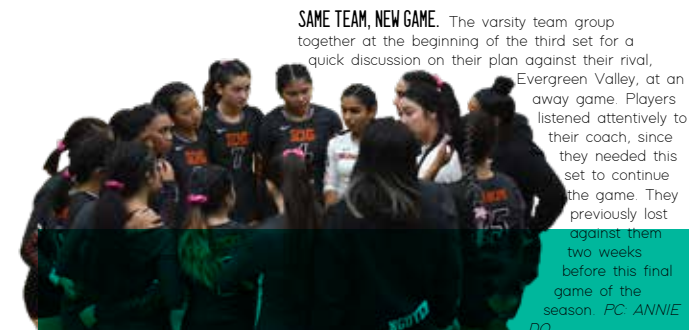 SAME TEAM, NEW GAME. The varsity team group
together at the beginning of the third set for a
quick discussion on their plan against their rival,
Evergreen Valley, at an
away game. Players
listened attentively to
their coach, since
they needed this
set to continue
the game. They
previously lost
against them
two weeks
before this final
game of the
season. PC: ANNIE
DO
7
15